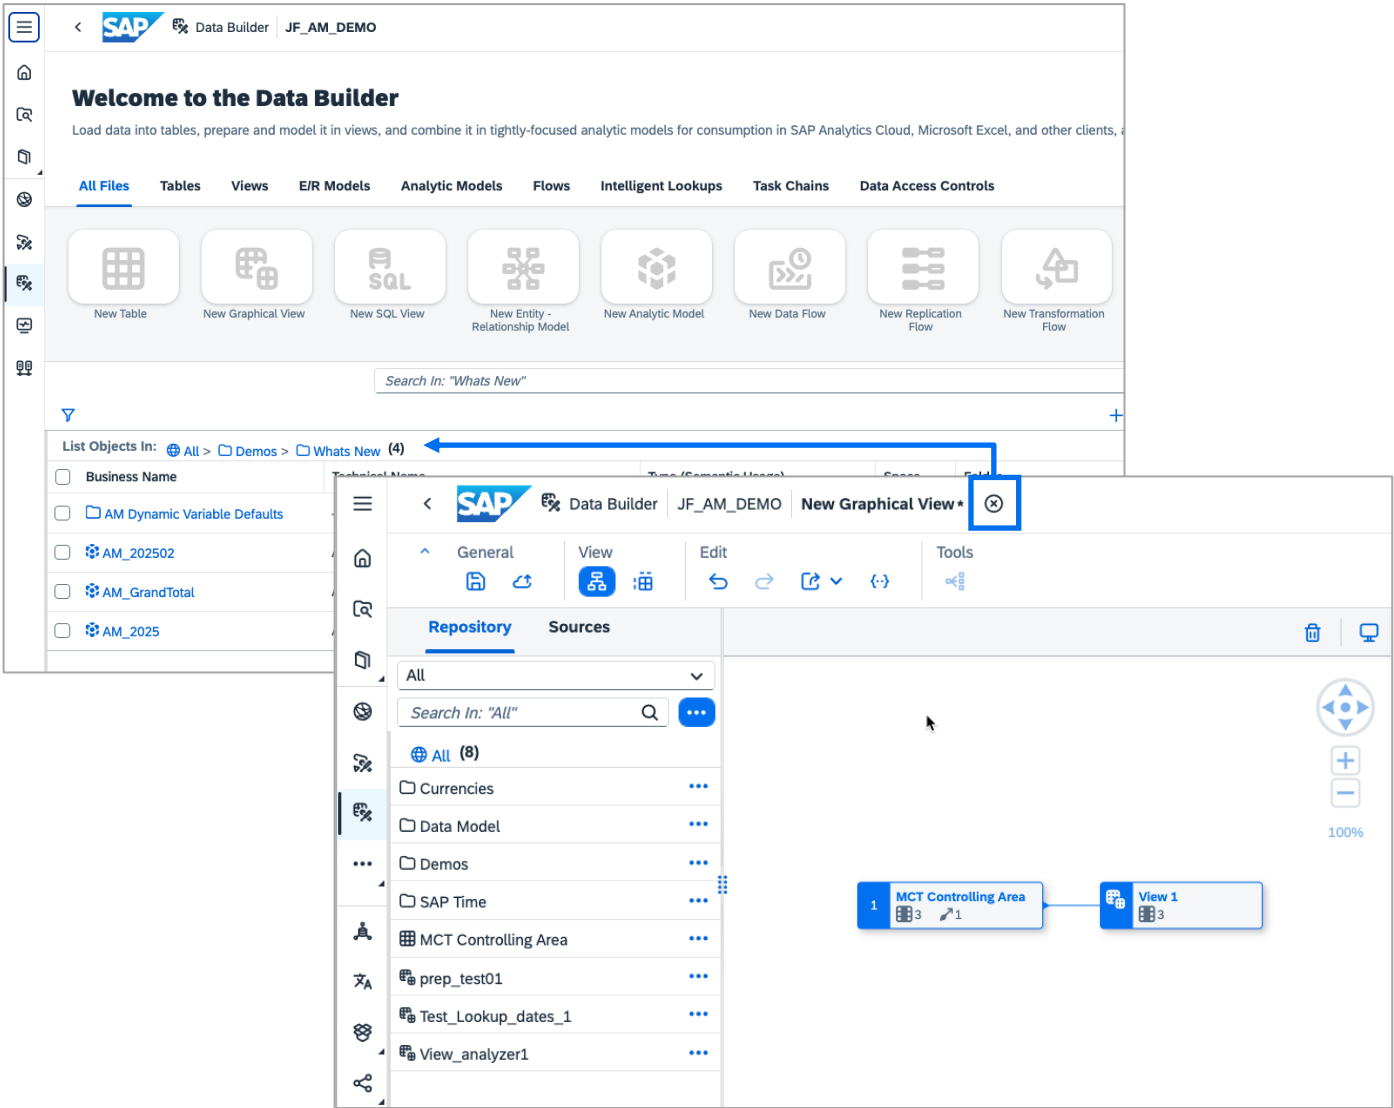 SAP Data Builder JF_AM_DEMO
Welcome to the Data Builder
Load data into tables, prepare and model it in views, and combine it in tightly-focused analytic models for consumption in SAP Analytics Cloud, Microsoft Excel, and other clients,
All Files Tables Views E/R Models Analytic Models Flows Intelligent Lookups Task Chains Data Access Controls
SQL
New Table New Graphical View New SQL View New Entity - New Analytic Model New Data Flow New Replication New Transformation
Relationship Model Flow Flow
Search In: "Whats New"
List Objects In: All > Demos > Whats New (4)
Business Name Technical Name Type (Semantic Usage) Space
AM Dynamic Variable Defaults
AM_202502
AM_GrandTotal
AM_2025
SAP Data Builder JF_AM_DEMO New Graphical View*
General View Edit Tools
Repository Sources
All
Search In: "All"
All (8)
Currencies
Data Model
Demos
SAP Time
MCT Controlling Area
prep_test01
Test_Lookup_dates_1
View_analyzer1
100%
1 MCT Controlling Area View 1
3 1 3